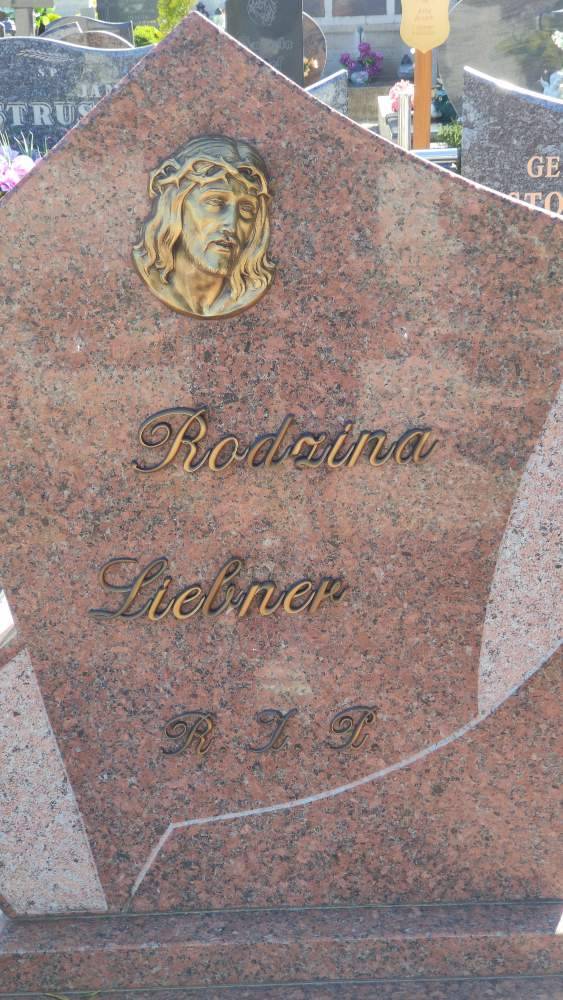 Rodzina
Liebner
R. I. P